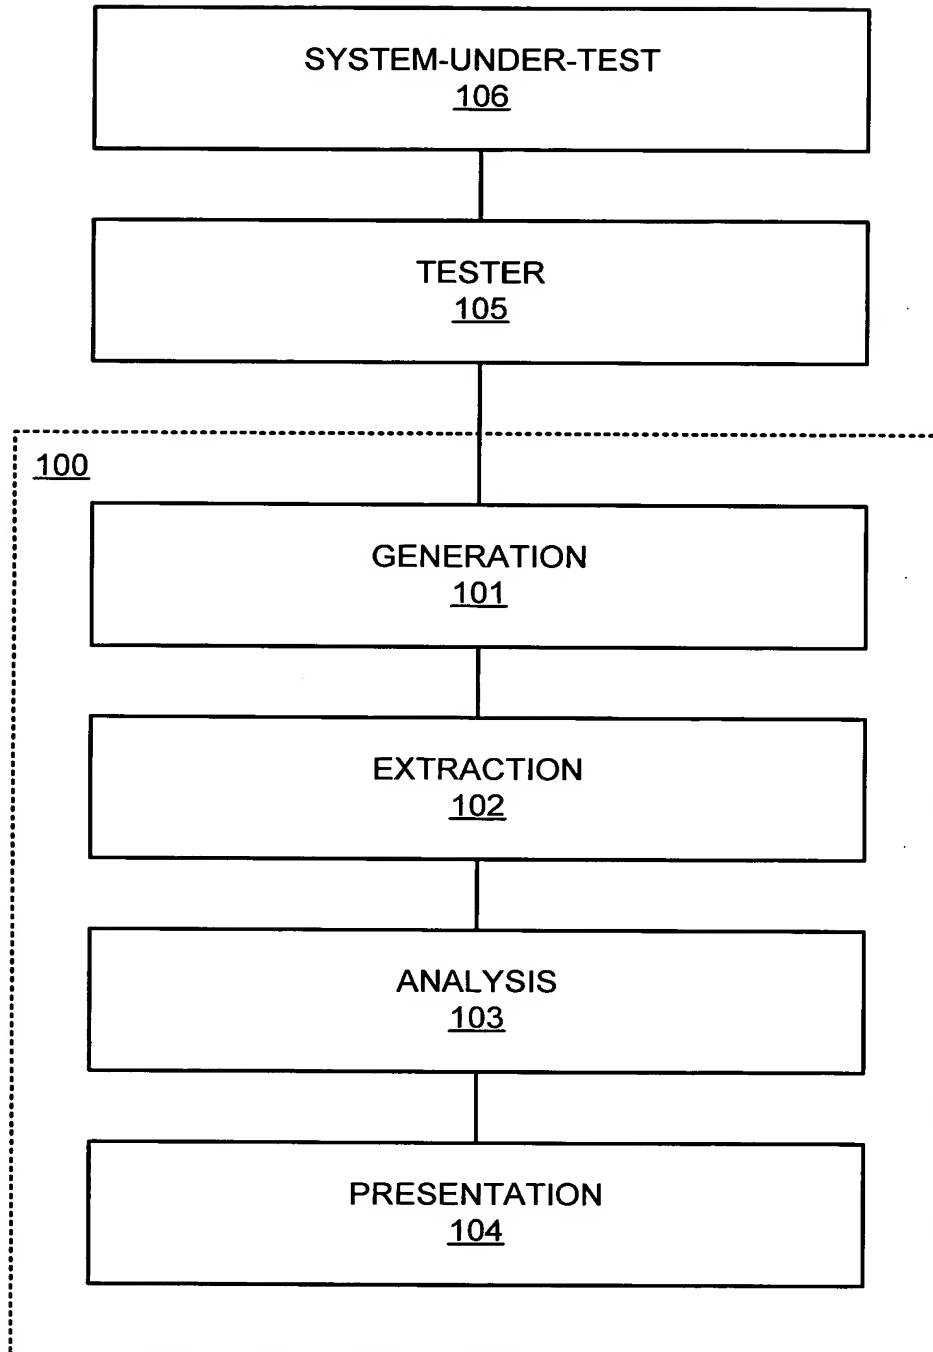 SYSTEM-UNDER-TEST
106
TESTER
105
100
GENERATION
101
EXTRACTION
102
ANALYSIS
103
PRESENTATION
104